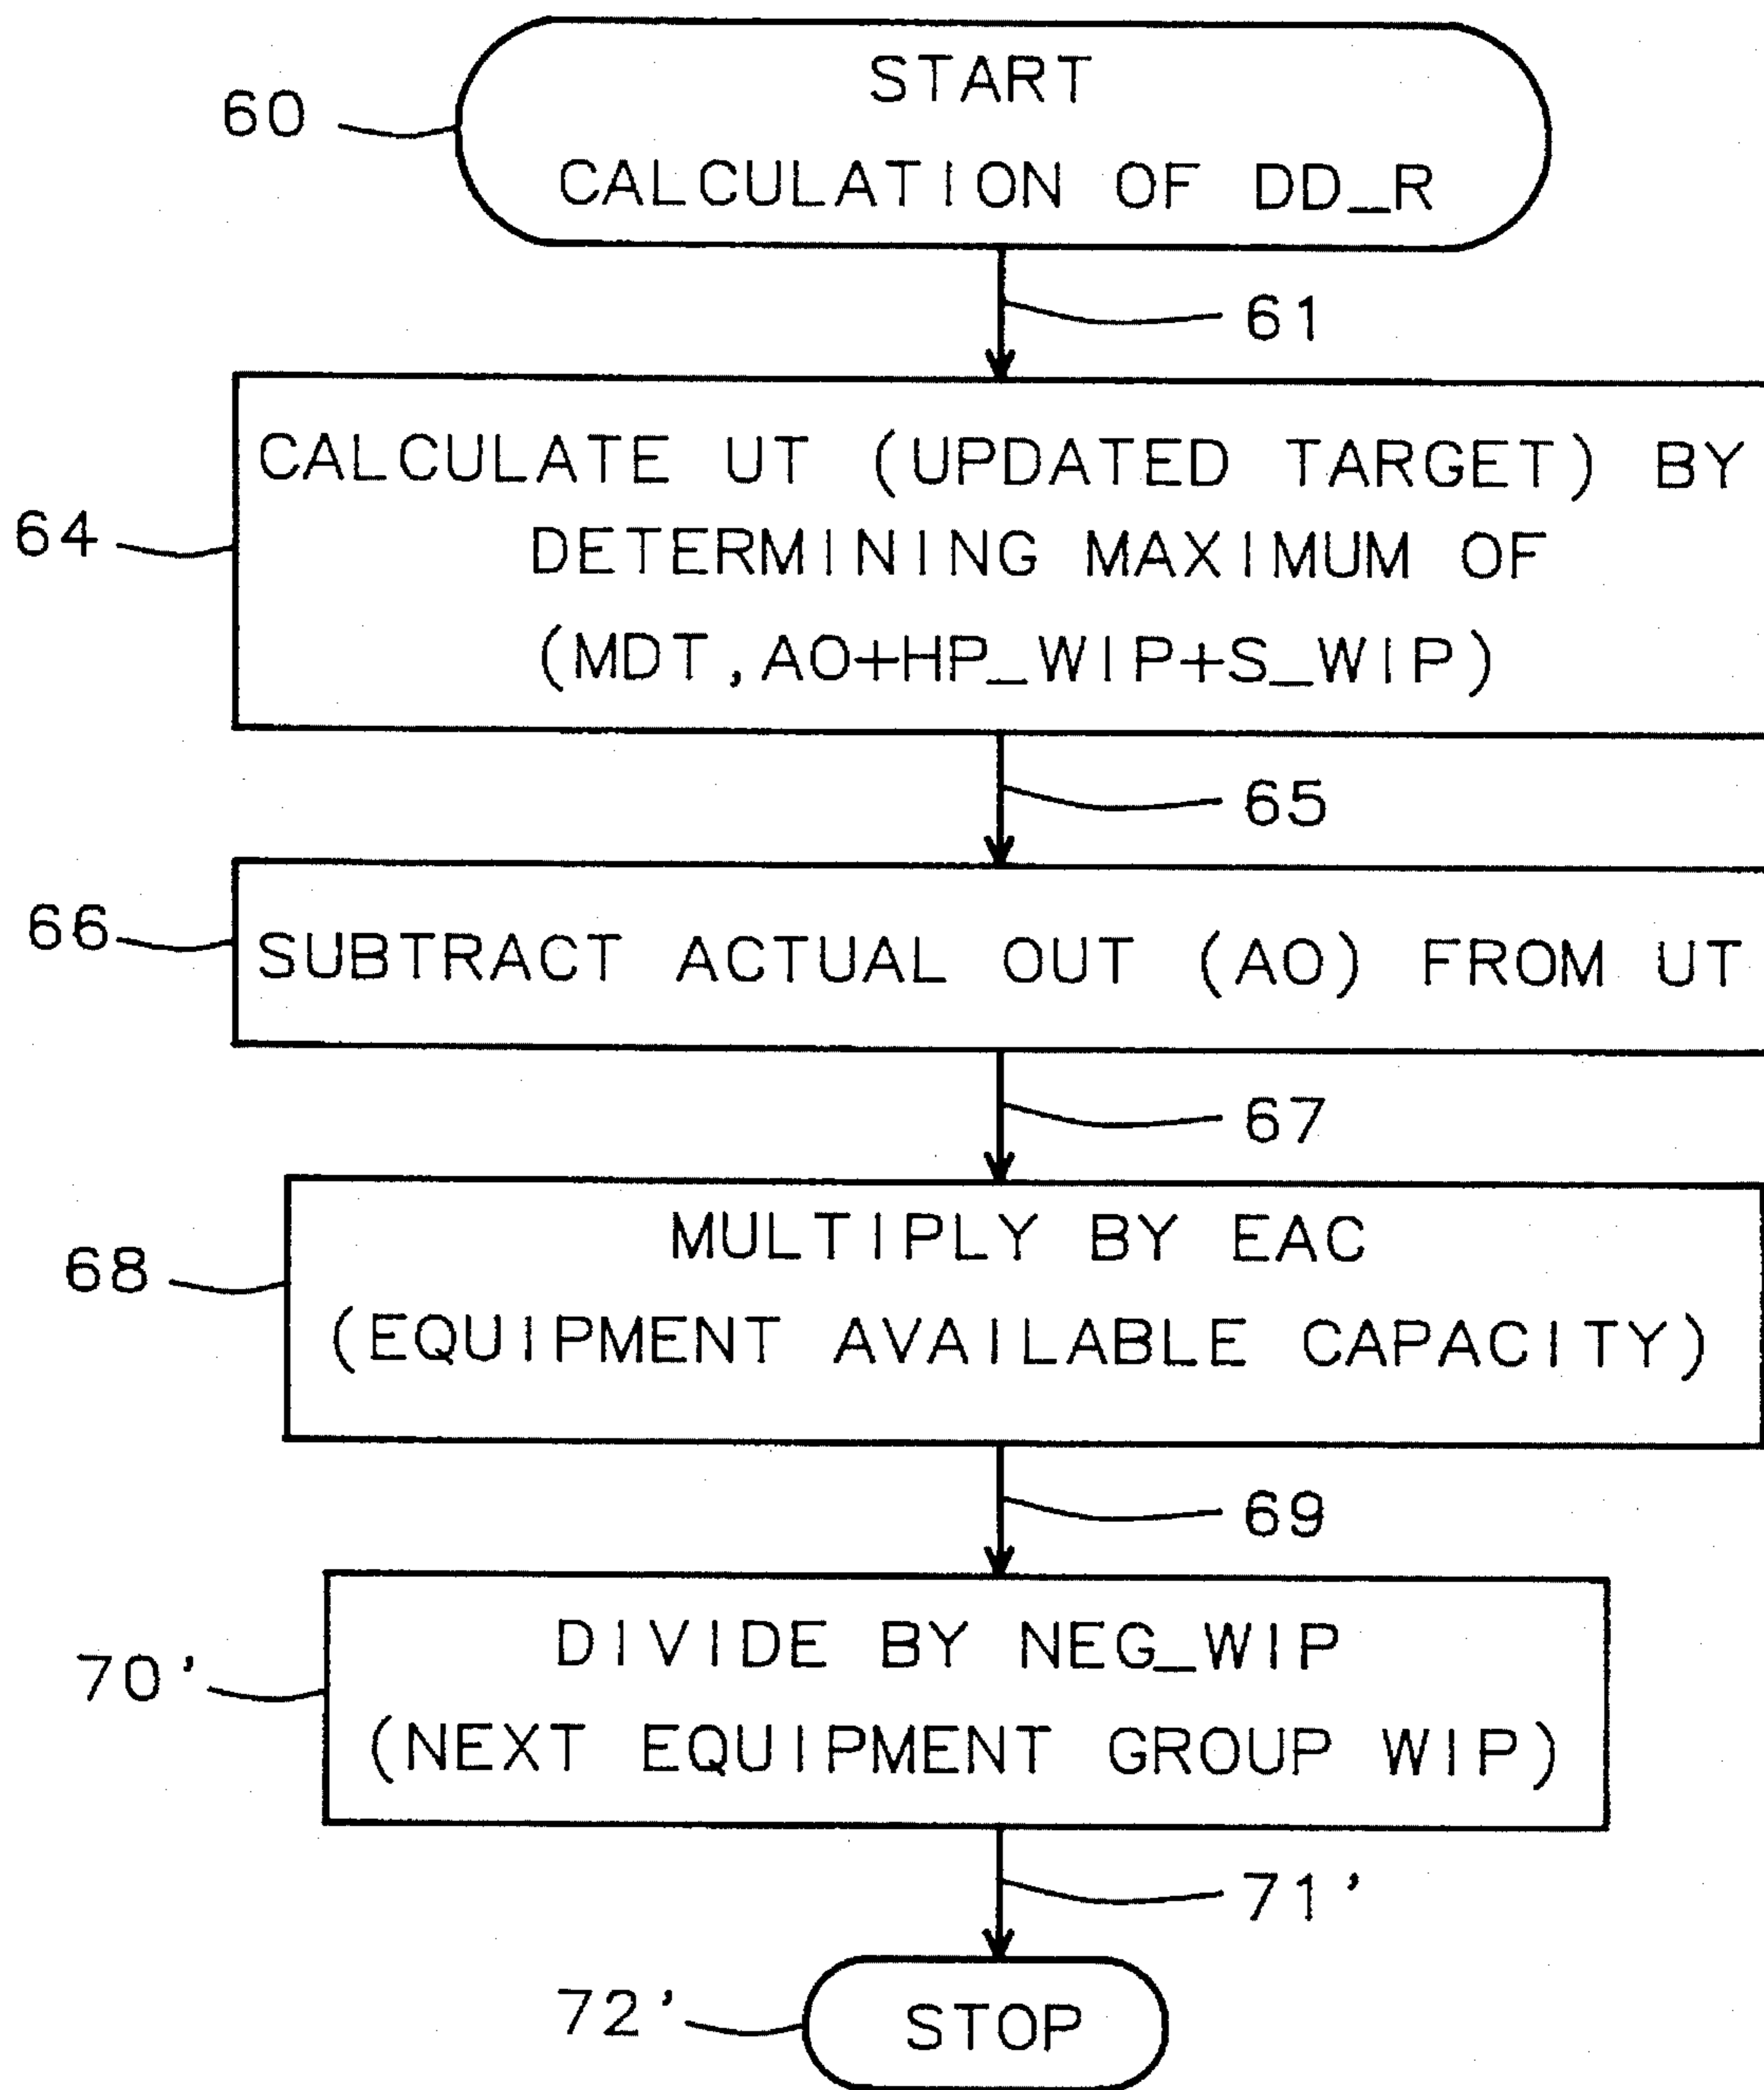 START
60
CALCULATION OF DD_R
61
CALCULATE UT (UPDATED TARGET) BY
64
DETERMINING MAXIMUM OF
(MDT,AO+HP_WIP+S_WIP)
65
66
SUBTRACT ACTUAL OUT (AO) FROM UT
67
MULTIPLY BY EAC
68
(EQUIPMENT AVAILABLE CAPACITY)
69
DIVIDE BY NEG_WIP
70'
(NEXT EQUIPMENT GROUP WIP)
71'
72'
STOP